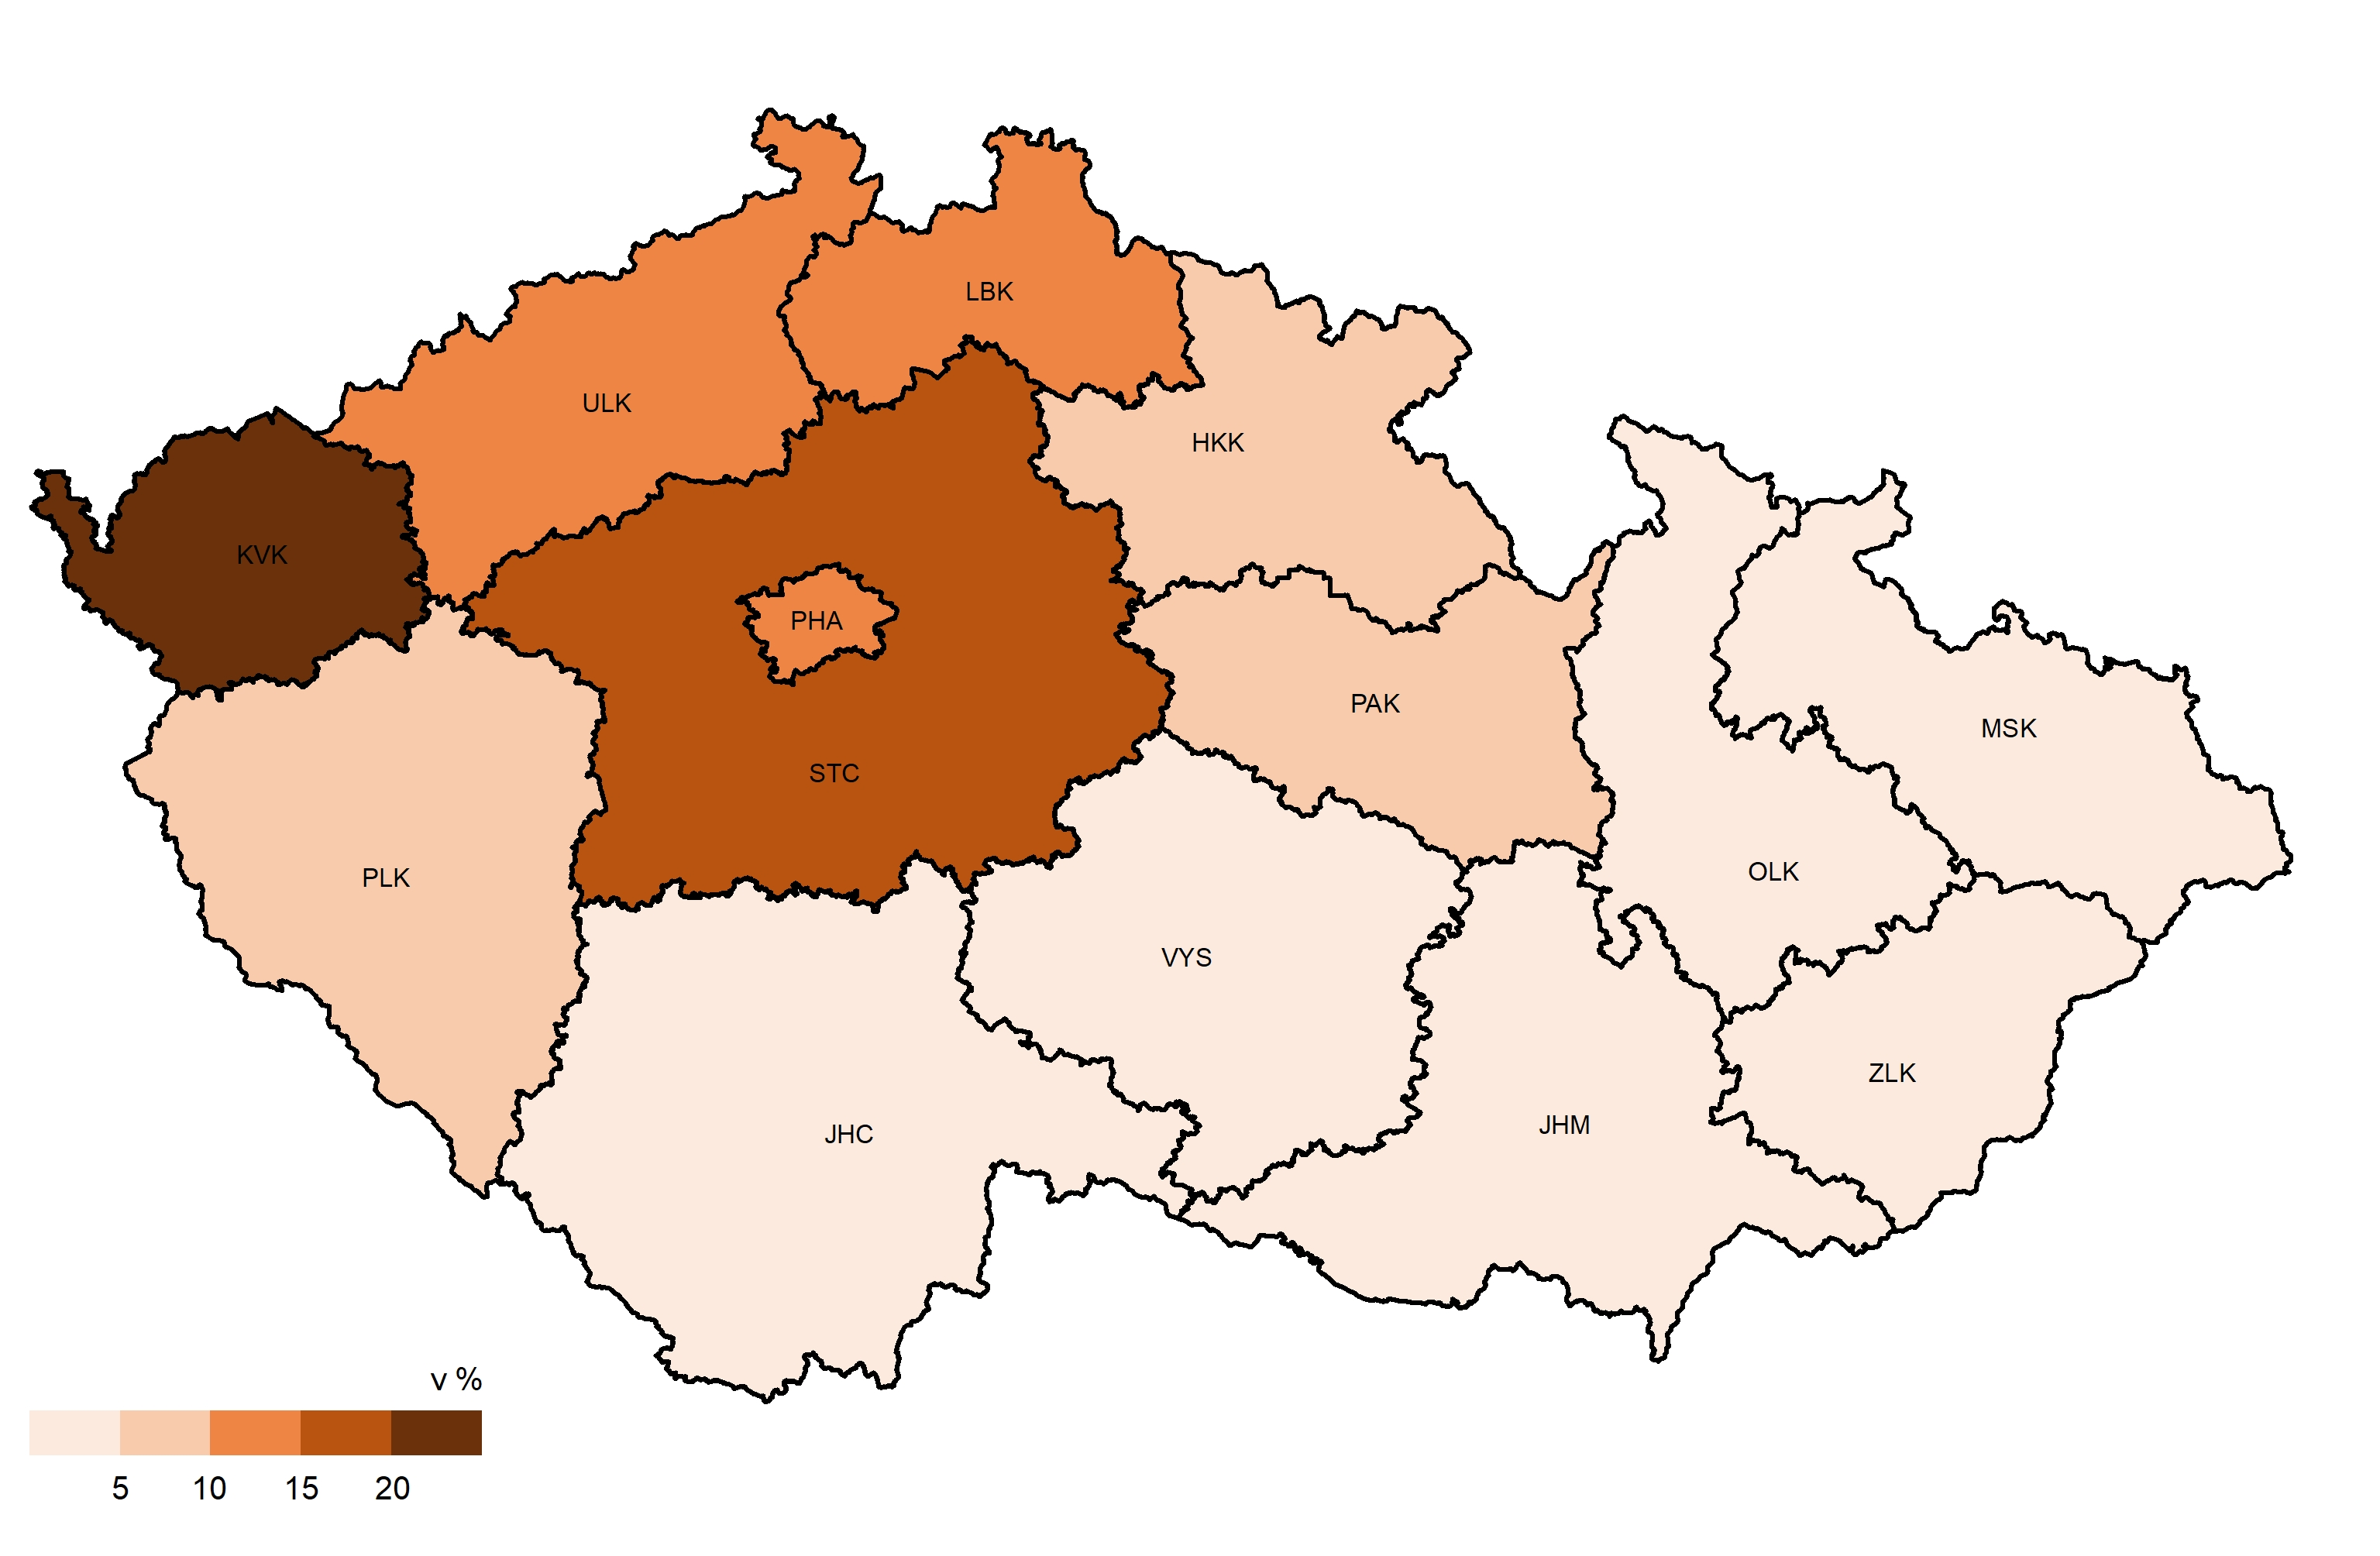 LBK
ULK
HKK
KVK
PHA
PAK
MSK
STC
OLK
PLK
VYS
ZLK
JHM
JHC
v %
5 10 15 20